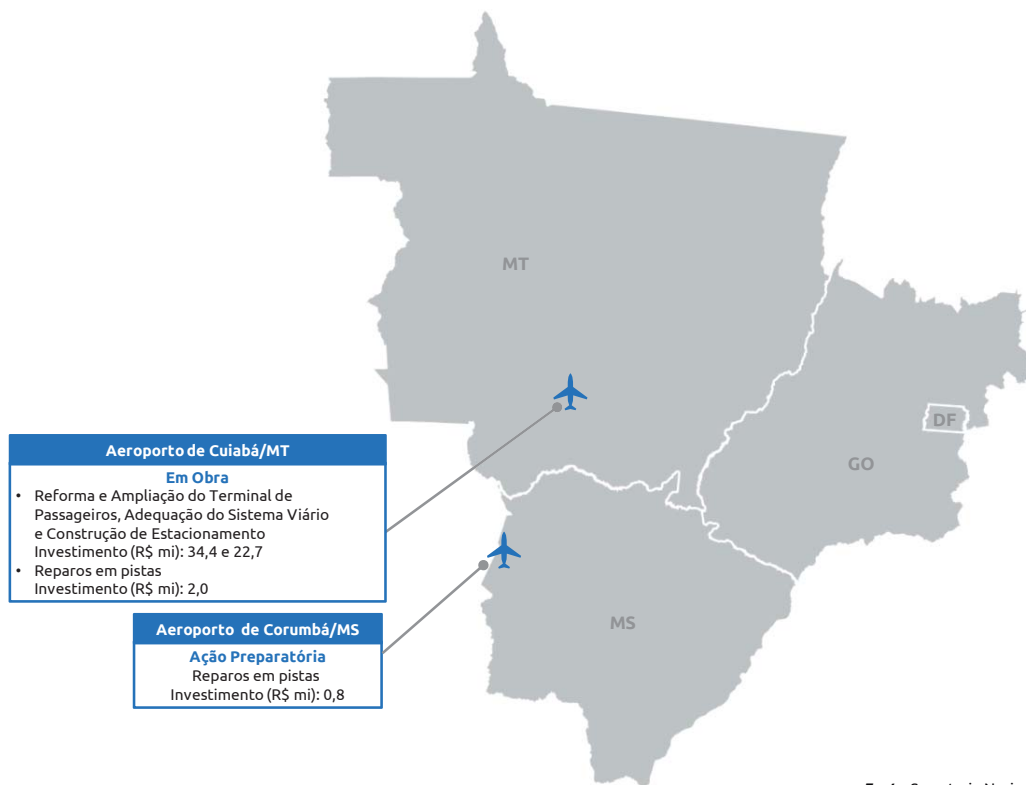 MT
DF
GO
MS
Aeroporto de Cuiabá/MT
Em Obra
• Reforma e Ampliação do Terminal de
Passageiros, Adequação do Sistema Viário
e Construção de Estacionamento
Investimento (R$ mi): 34,4 e 22,7
• Reparos em pistas
Investimento (R$ mi): 2,0
Aeroporto de Corumbá/MS
Ação Preparatória
Reparos em pistas
Investimento (R$ mi): 0,8